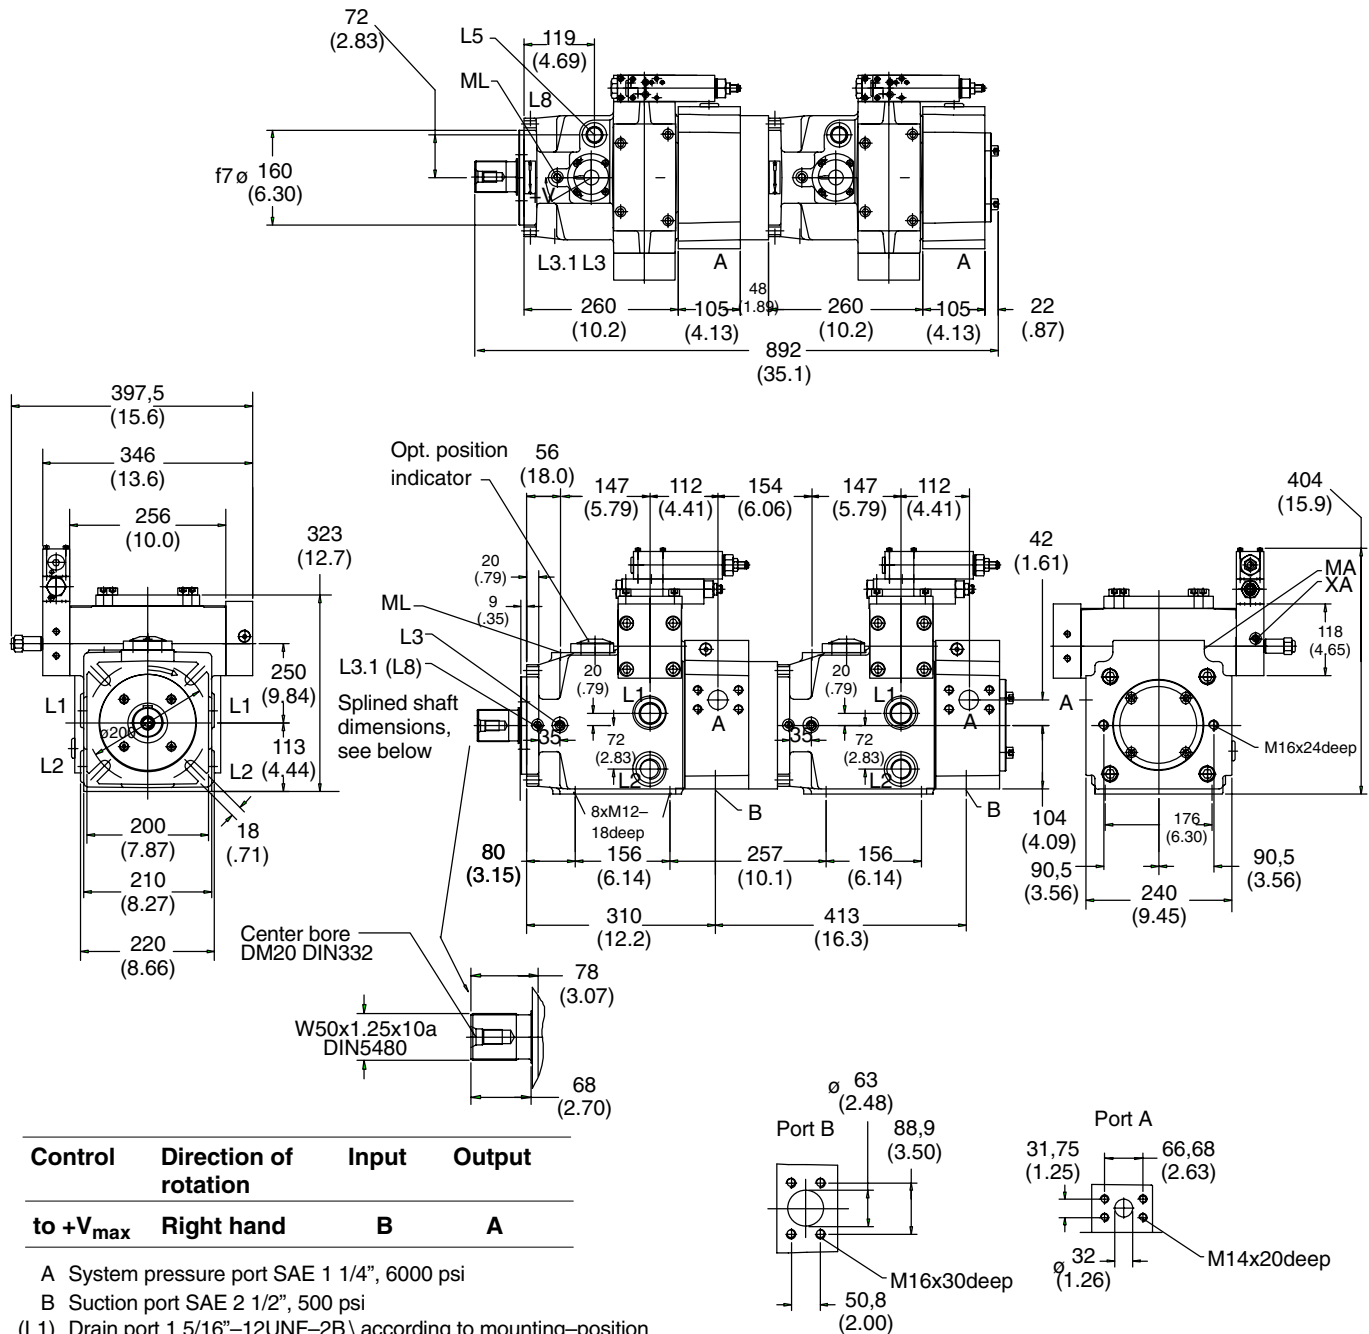 72
(2.83)
L5
119
(4.69)
ML
L8
f7 ø 160
(6.30)
V
L3.1 L3
A
A
260
(10.2)
105
(4.13)
48
(1.89)
260
(10.2)
105
(4.13)
22
(.87)
892
(35.1)
397,5
(15.6)
346
(13.6)
256
(10.0)
323
(12.7)
250
(9.84)
113
(4.44)
L1
L1
L2
L2
18
(.71)
200
(7.87)
210
(8.27)
220
(8.66)
Opt. position
indicator
56
(18.0)
147
(5.79)
112
(4.41)
154
(6.06)
147
(5.79)
112
(4.41)
20
(.79)
9
(.35)
ML
L3
L3.1 (L8)
Splined shaft
dimensions,
see below
35
20
(.79)
L1
72
(2.83)
L2
A
35
20
(.79)
L1
72
(2.83)
L2
A
42
(1.61)
8xM12–
18deep
B
B
104
(4.09)
80
(3.15)
156
(6.14)
257
(10.1)
156
(6.14)
310
(12.2)
413
(16.3)
404
(15.9)
MA
XA
118
(4.65)
A
M16x24deep
176
(6.30)
90,5
(3.56)
90,5
(3.56)
240
(9.45)
Center bore
DM20 DIN332
78
(3.07)
W50x1.25x10a
DIN5480
68
(2.70)
Control Direction of rotation Input Output
to +Vmax Right hand B A
A System pressure port SAE 1 1/4”, 6000 psi
B Suction port SAE 2 1/2”, 500 psi
(L1) Drain port 1 5/16”–12UNF–2B \ according to mounting–position
ø 63
(2.48)
Port B
88,9
(3.50)
M16x30deep
50,8
(2.00)
Port A
31,75
(1.25)
66,68
(2.63)
ø 32
(1.26)
M14x20deep